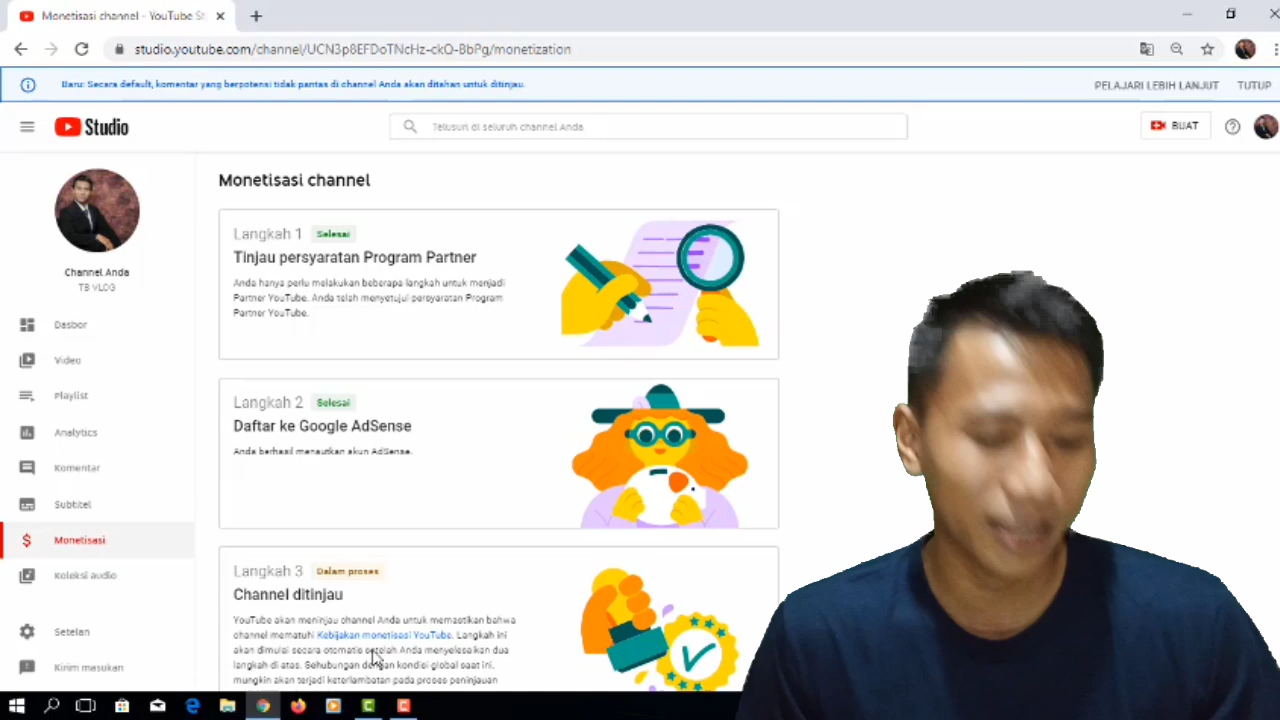 Monetisasi channel - YouTube St
studio.youtube.com/channel/UCN3p8EFDoTNcHz-ckQ-BbPg/monetization
Baru: Secara default, komentar yang berpotensi tidak pantas di channel Anda akan ditahan untuk ditinjau.
PELAJARI LEBIH LANJUT
TUTUP
Studio
Telusuri di seluruh channel Anda
BUAT
Channel Anda
TB VLOG
Dasbor
Video
Playlist
Analytics
Komentar
Subtitel
Monetisasi
Koleksi audio
Setelan
Kirim masukan
Monetisasi channel
Langkah 1 Selesai
Tinjau persyaratan Program Partner
Anda hanya perlu melakukan beberapa langkah untuk menjadi
Partner YouTube. Anda telah menyetujui persyaratan Program
Partner YouTube.
Langkah 2 Selesai
Daftar ke Google AdSense
Anda berhasil menautkan akun AdSense.
Langkah 3 Dalam proses
Channel ditinjau
YouTube akan meninjau channel Anda untuk memastikan bahwa
channel mematuhi Kebijakan monetisasi YouTube. Langkah ini
akan dimulai secara otomatis setelah Anda menyelesaikan dua
langkah di atas. Sehubungan dengan kondisi global saat ini,
mungkin akan terjadi keterlambatan pada proses peninjauan